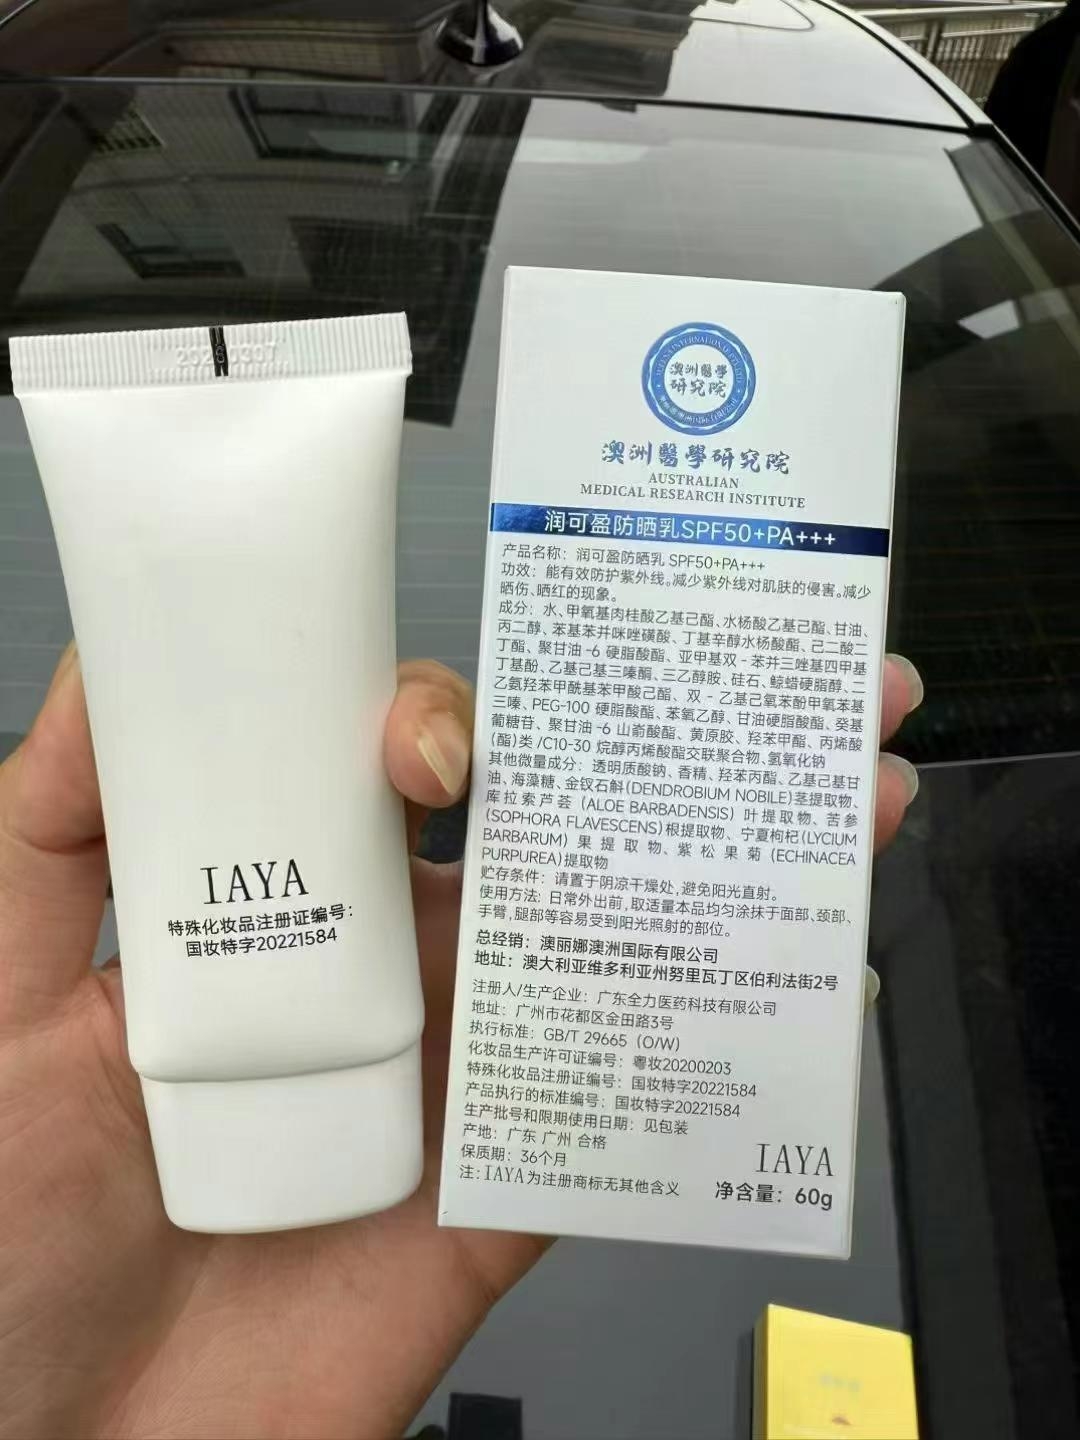 IAYA
特殊化妆品注册证编号：
国妆特字20221584
澳洲醫學
研究院
澳洲醫學研究院
AUSTRALIAN
MEDICAL RESEARCH INSTITUTE
润可盈防晒乳SPF50+PA+++
产品名称：润可盈防晒乳 SPF50+PA+++
功效：能有效防护紫外线。减少紫外线对肌肤的侵害。减少
晒伤、晒红的现象。
成分：水、甲氧基肉桂酸乙基己酯、水杨酸乙基己酯、甘油、
丙二醇、苯基苯并咪唑磺酸、丁基辛醇水杨酸酯、己二酸二
丁酯、聚甘油-6 硬脂酸酯、亚甲基双-苯并三唑基四甲基
丁基酚、乙基己基三嗪酮、三乙醇胺、硅石、鲸蜡硬脂醇、二
乙氨羟苯甲酰基苯甲酸己酯、双-乙基己氧苯酚甲氧苯基
三嗪、PEG-100 硬脂酸酯、苯氧乙醇、甘油硬脂酸酯、癸基
葡糖苷、聚甘油-6 山嵛酸酯、黄原胶、羟苯甲酯、丙烯酸
(酯)类 /C10-30 烷醇丙烯酸酯交联聚合物、氢氧化钠
其他微量成分：透明质酸钠、香精、羟苯丙酯、乙基己基甘
油、海藻糖、金钗石斛(DENDROBIUM NOBILE)茎提取物、
库拉索芦荟 (ALOE BARBADENSIS) 叶提取物、苦参
(SOPHORA FLAVESCENS)根提取物、宁夏枸杞(LYCIUM
BARBARUM) 果提取物、紫松果菊(ECHINACEA
PURPUREA)提取物
贮存条件：请置于阴凉干燥处,避免阳光直射。
使用方法：日常外出前,取适量本品均匀涂抹于面部、颈部、
手臂,腿部等容易受到阳光照射的部位。
总经销：澳丽娜澳洲国际有限公司
地址：澳大利亚维多利亚州努里瓦丁区伯利法街2号
注册人/生产企业：广东全力医药科技有限公司
地址：广州市花都区金田路3号
执行标准：GB/T 29665（O/W）
化妆品生产许可证编号：粤妆20200203
特殊化妆品注册证编号：国妆特字20221584
产品执行的标准编号：国妆特字20221584
生产批号和限期使用日期：见包装
产地：广东 广州 合格
保质期：36个月
注：IAYA为注册商标无其他含义
IAYA
净含量：60g